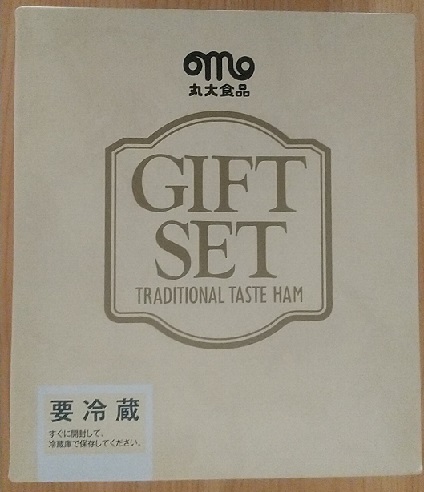 丸大食品
GIFT
SET
TRADITIONAL TASTE HAM
要冷蔵
すぐに開封して、
冷蔵庫で保存してください。